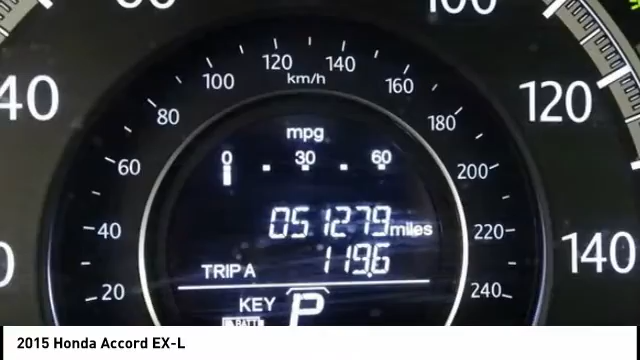 120 140
100 km/h 160
80 180
40 mpg 120
0 30 60
60 200
051279 miles
40 220
119.6
140
TRIP A
20 240
KEY P
BATT
2015 Honda Accord EX-L